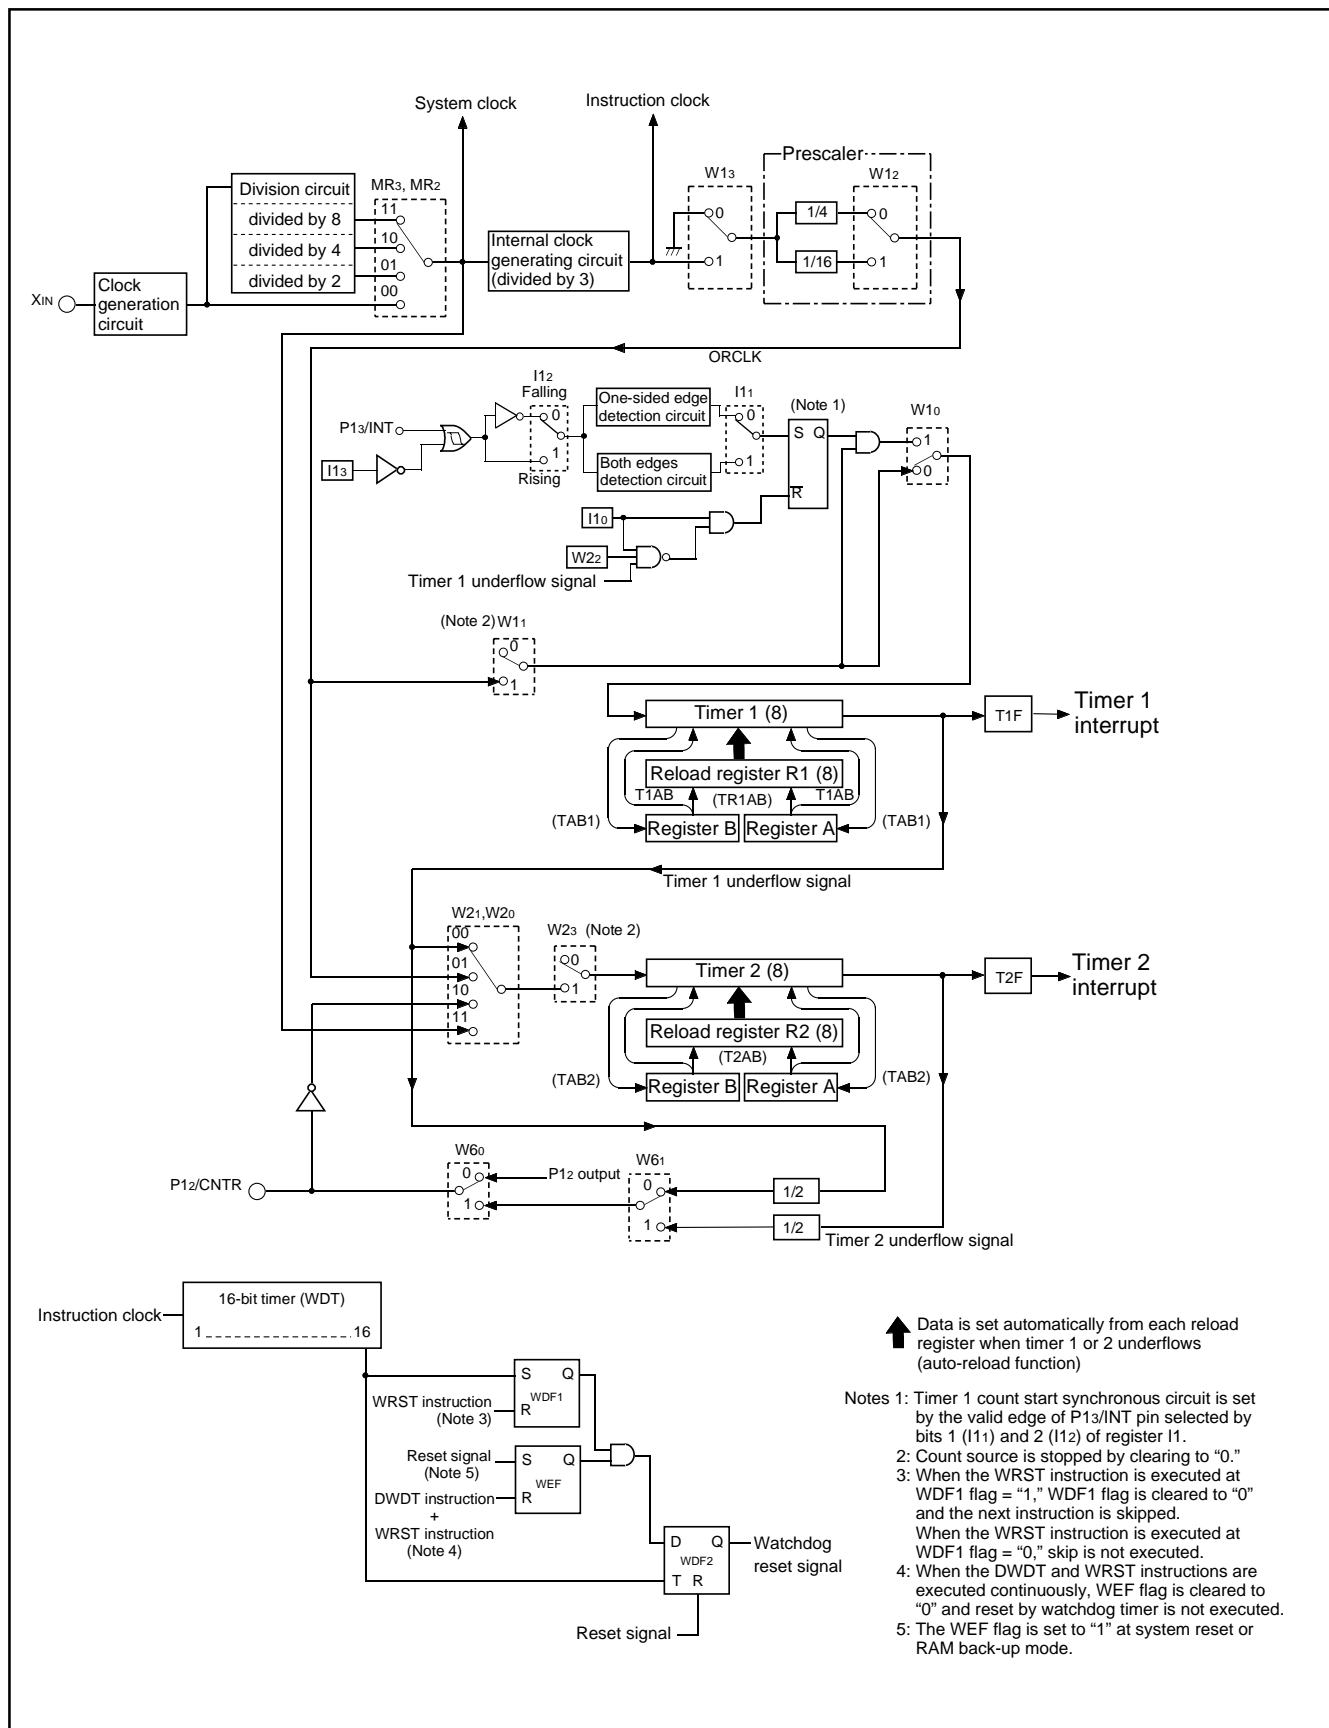 System clock
Instruction clock
Prescaler
W13
W12
Division circuit
divided by 8
divided by 4
divided by 2
MR3, MR2
11
10
01
00
Internal clock
generating circuit
(divided by 3)
0
1
1/4
1/16
0
1
XIN
Clock
generation
circuit
ORCLK
I12
Falling
0
1
Rising
One-sided edge
detection circuit
Both edges
detection circuit
I11
0
1
(Note 1)
S Q
R
W10
1
0
P13/INT
I13
I10
W22
Timer 1 underflow signal
(Note 2) W11
0
1
Timer 1 (8)
T1F
Timer 1
interrupt
Reload register R1 (8)
T1AB
(TR1AB)
T1AB
(TAB1)
Register B
Register A
(TAB1)
Timer 1 underflow signal
W21,W20
00
01
10
11
W23 (Note 2)
0
1
Timer 2 (8)
T2F
Timer 2
interrupt
Reload register R2 (8)
(T2AB)
(TAB2)
Register B
Register A
(TAB2)
W60
0
1
P12 output
W61
0
1
1/2
1/2
P12/CNTR
Timer 2 underflow signal
16-bit timer (WDT)
Instruction clock
1 16
S Q
WDF1
R
WRST instruction
(Note 3)
Reset signal
(Note 5)
S Q
WEF
R
DWDT instruction
+
WRST instruction
(Note 4)
D Q
WDF2
T R
Watchdog
reset signal
Reset signal
Data is set automatically from each reload
register when timer 1 or 2 underflows
(auto-reload function)
Notes 1: Timer 1 count start synchronous circuit is set
by the valid edge of P13/INT pin selected by
bits 1 (I11) and 2 (I12) of register I1.
2: Count source is stopped by clearing to “0.”
3: When the WRST instruction is executed at
WDF1 flag = “1,” WDF1 flag is cleared to “0”
and the next instruction is skipped.
When the WRST instruction is executed at
WDF1 flag = “0,” skip is not executed.
4: When the DWDT and WRST instructions are
executed continuously, WEF flag is cleared to
“0” and reset by watchdog timer is not executed.
5: The WEF flag is set to “1” at system reset or
RAM back-up mode.